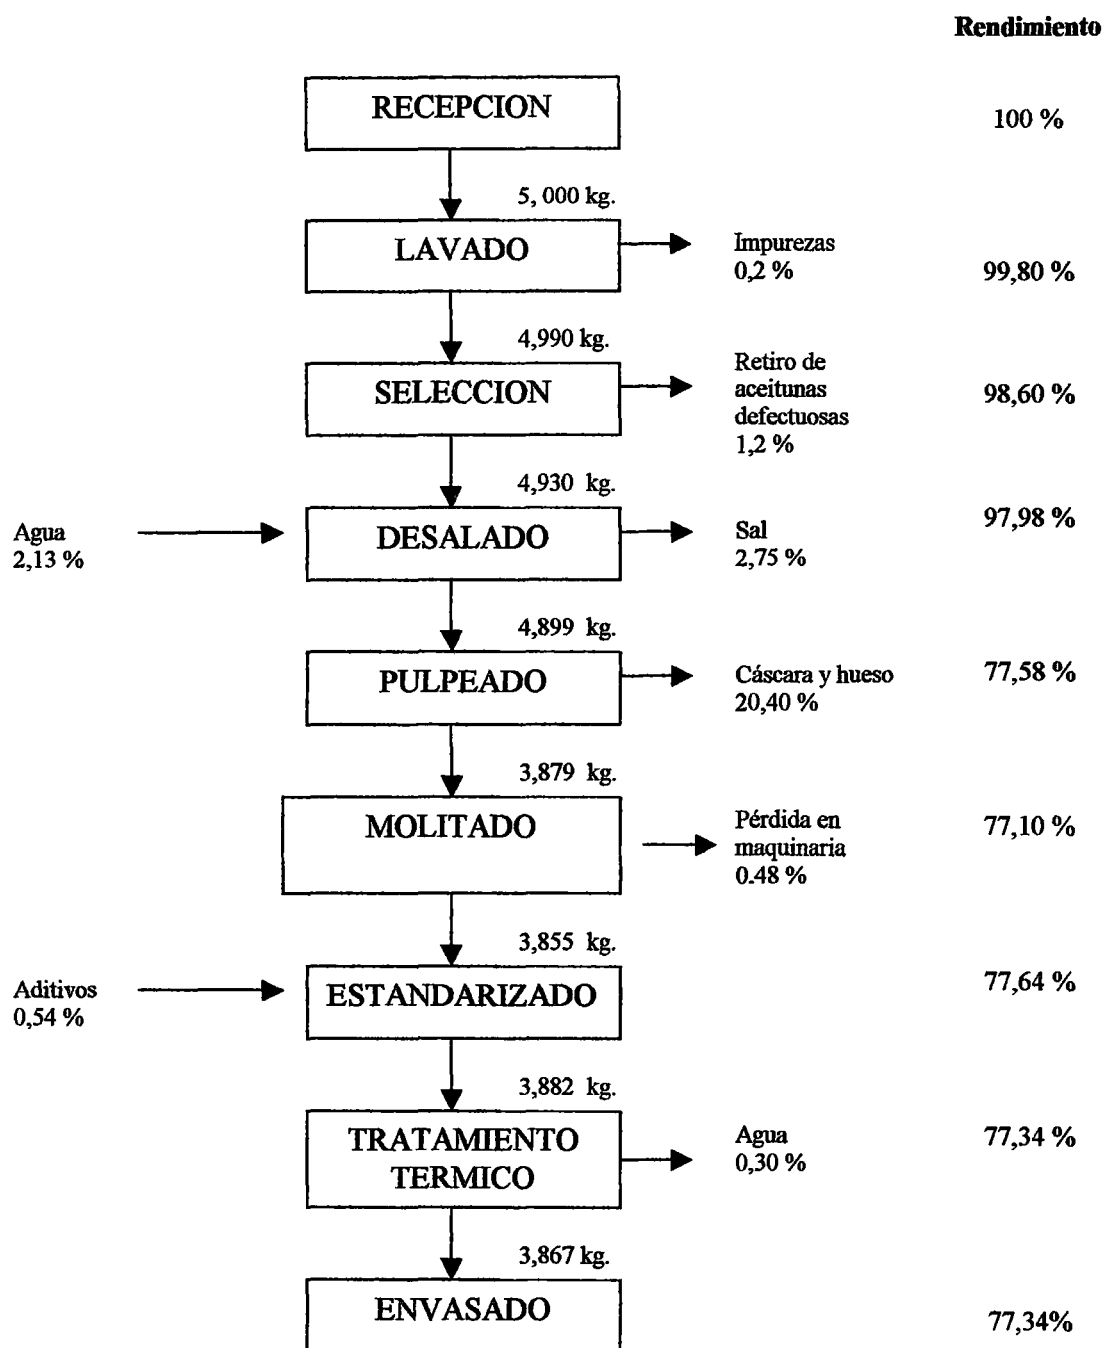 Rendimiento
RECEPCION
100 %
5, 000 kg.
LAVADO
Impurezas
0,2 %
99,80 %
4,990 kg.
SELECCION
Retiro de
aceitunas
defectuosas
1,2 %
98,60 %
4,930 kg.
Agua
2,13 %
DESALADO
Sal
2,75 %
97,98 %
4,899 kg.
PULPEADO
Cáscara y hueso
20,40 %
77,58 %
3,879 kg.
MOLITADO
Pérdida en
maquinaria
0.48 %
77,10 %
3,855 kg.
Aditivos
0,54 %
ESTANDARIZADO
77,64 %
3,882 kg.
TRATAMIENTO
TERMICO
Agua
0,30 %
77,34 %
3,867 kg.
ENVASADO
77,34%